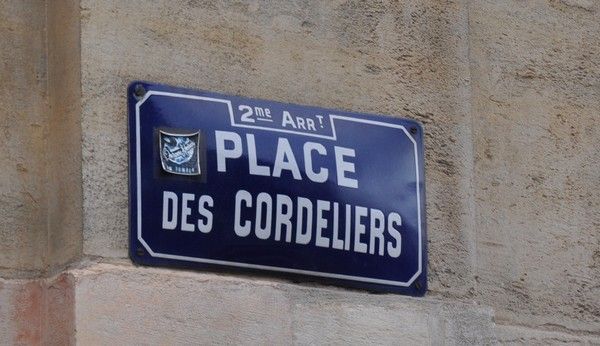 2me ARRT
PLACE
DES CORDELIERS